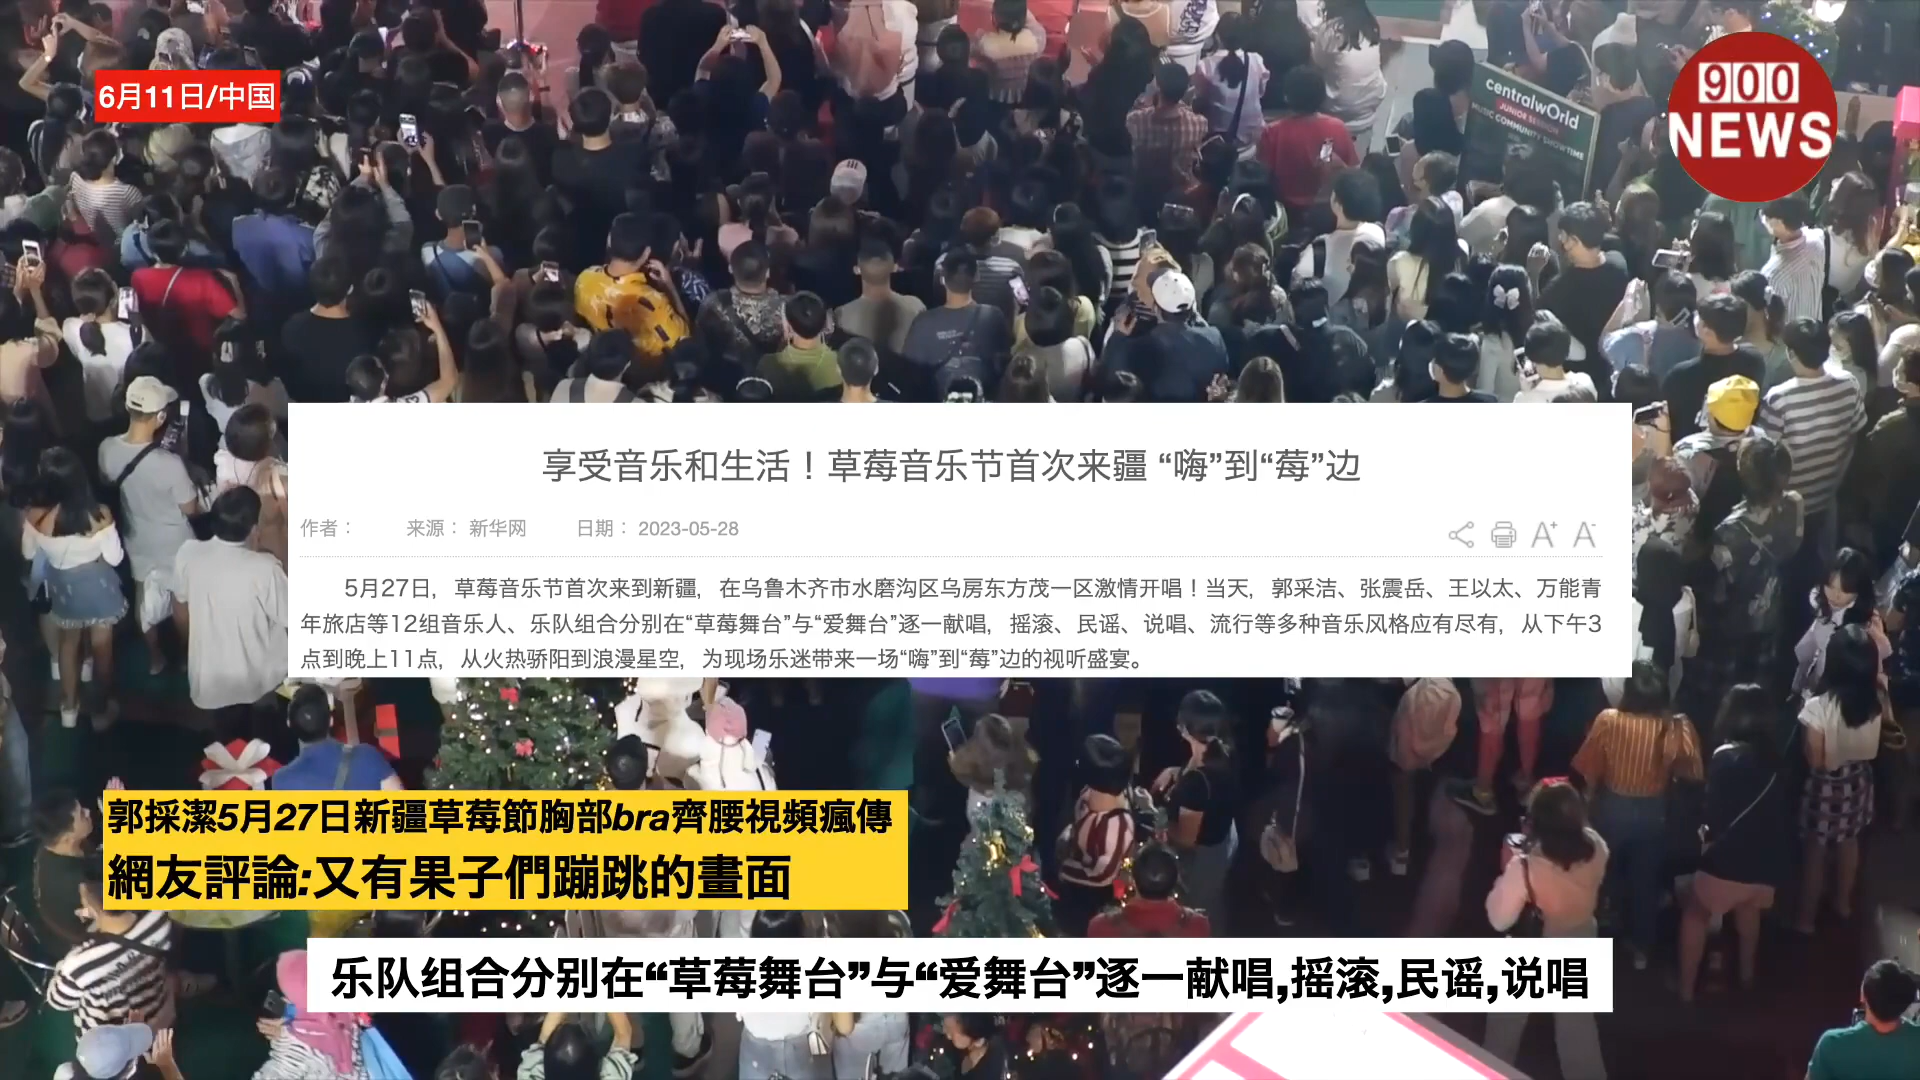 6月11日/中国
900
NEWS
centralwOrld
JUNIOR SESSION
MUSIC COMMUNITY SHOWTIME
享受音乐和生活！草莓音乐节首次来疆 “嗨”到“莓”边
作者： 来源： 新华网 日期： 2023-05-28
A+ A-
5月27日，草莓音乐节首次来到新疆，在乌鲁木齐市水磨沟区乌房东方茂一区激情开唱！当天，郭采洁、张震岳、王以太、万能青
年旅店等12组音乐人、乐队组合分别在“草莓舞台”与“爱舞台”逐一献唱，摇滚、民谣、说唱、流行等多种音乐风格应有尽有，从下午3
点到晚上11点，从火热骄阳到浪漫星空，为现场乐迷带来一场“嗨”到“莓”边的视听盛宴。
郭採潔5月27日新疆草莓節胸部bra齊腰視頻瘋傳
網友評論:又有果子們蹦跳的畫面
乐队组合分别在“草莓舞台”与“爱舞台”逐一献唱,摇滚,民谣,说唱